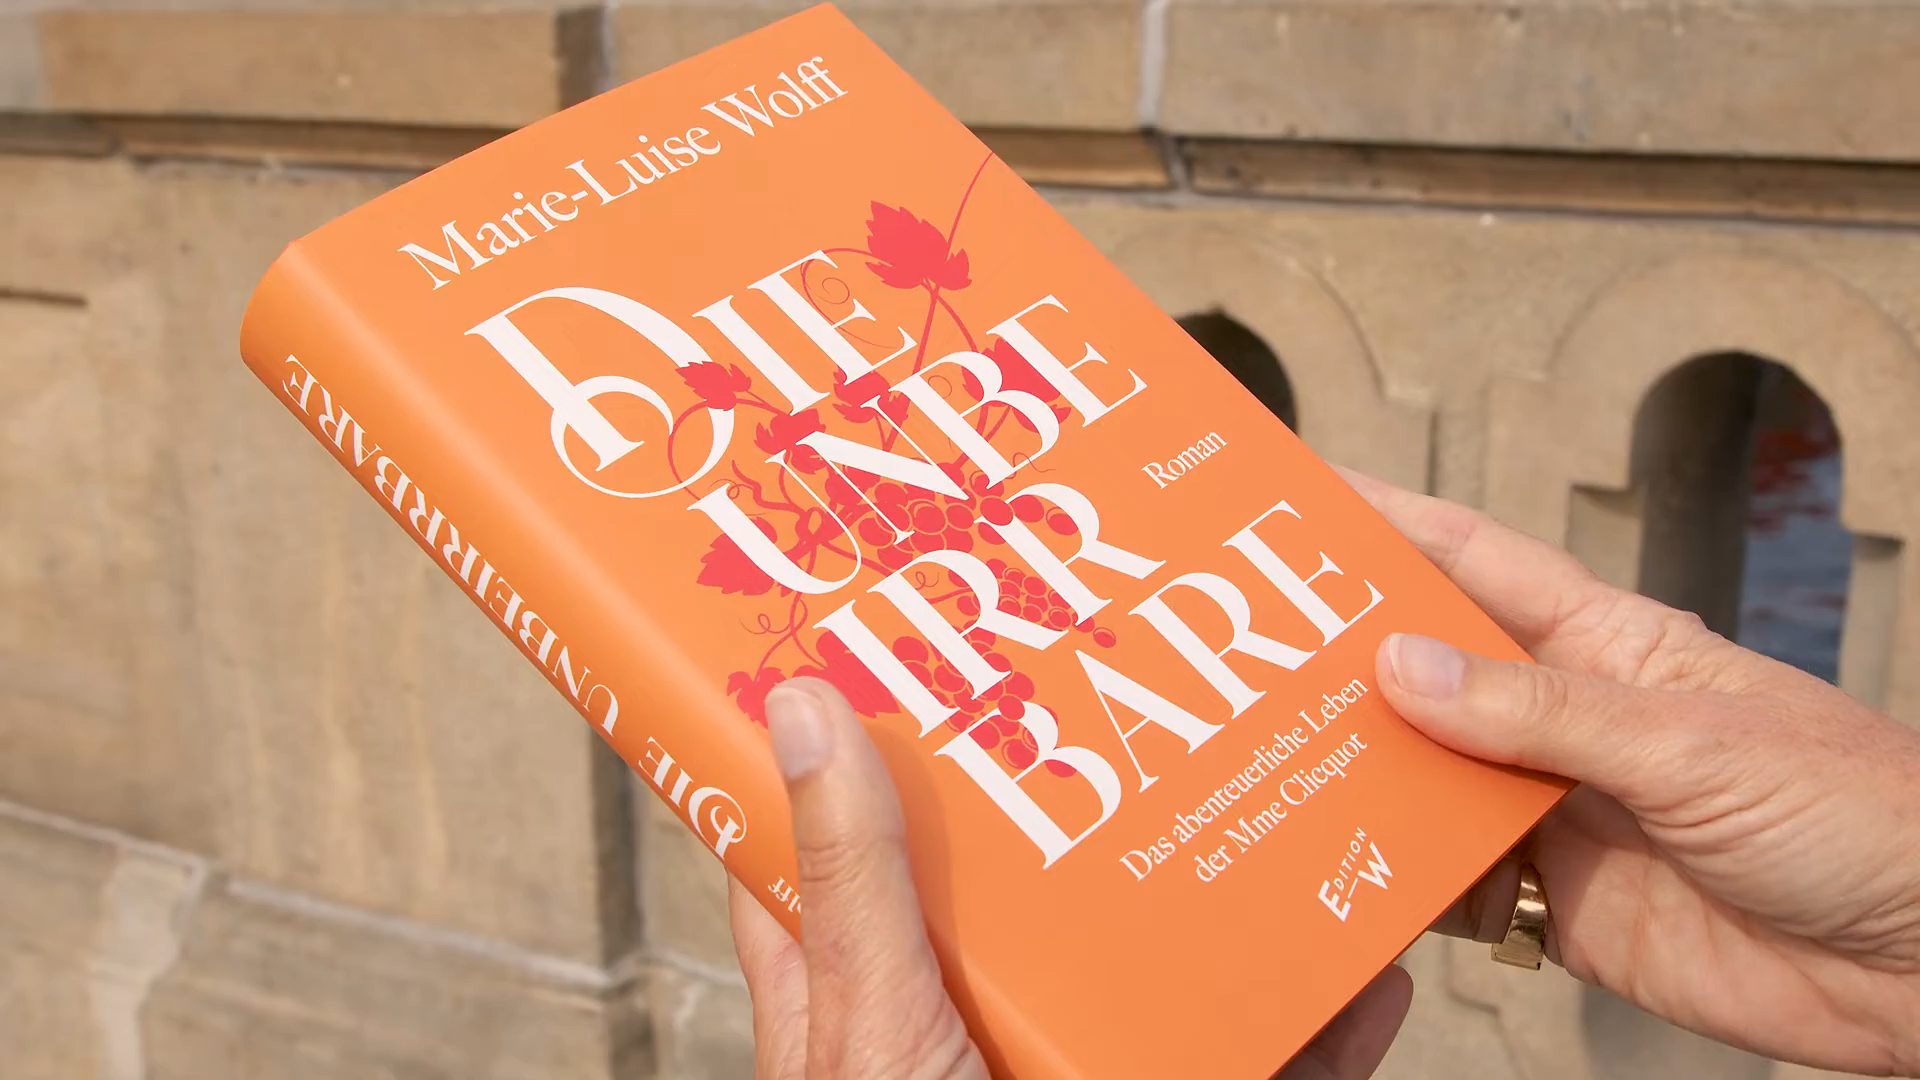 Marie-Luise Wolff
DIE
UNBE
IRR
BARE
Roman
Das abenteuerliche Leben
der Mme Clicquot
EDITION
W
DIE UNBEIRRBARE